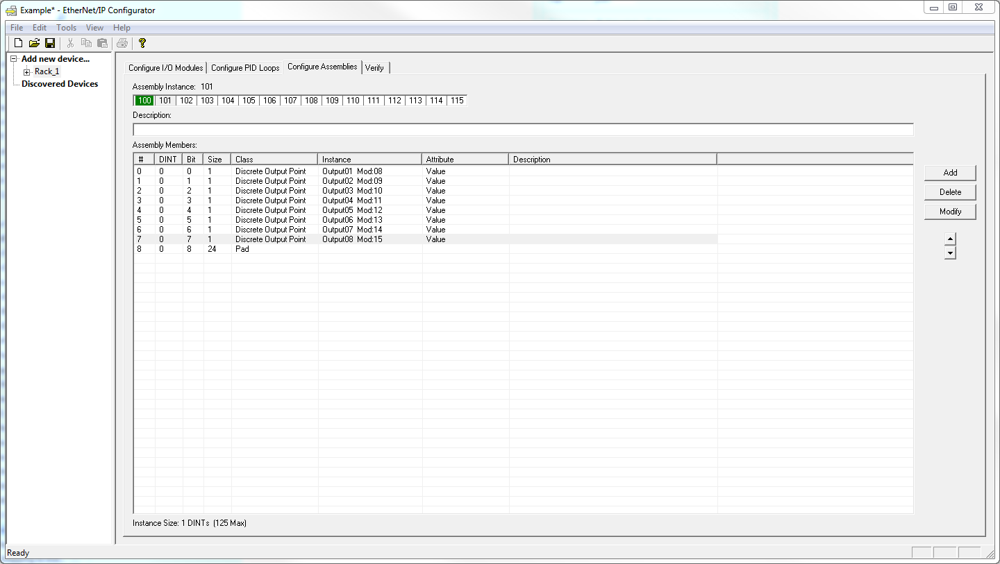 Example* - EtherNet/IP Configurator
File Edit Tools View Help
Add new device...
Rack_1
Discovered Devices
Configure I/O Modules Configure PID Loops Configure Assemblies Verify
Assembly Instance: 101
100 101 102 103 104 105 106 107 108 109 110 111 112 113 114 115
Description:
Assembly Members:
# DINT Bit Size Class Instance Attribute Description
0 0 0 1 Discrete Output Point Output01 Mod:08 Value
1 0 1 1 Discrete Output Point Output02 Mod:09 Value
2 0 2 1 Discrete Output Point Output03 Mod:10 Value
3 0 3 1 Discrete Output Point Output04 Mod:11 Value
4 0 4 1 Discrete Output Point Output05 Mod:12 Value
5 0 5 1 Discrete Output Point Output06 Mod:13 Value
6 0 6 1 Discrete Output Point Output07 Mod:14 Value
7 0 7 1 Discrete Output Point Output08 Mod:15 Value
8 0 8 24 Pad
Add
Delete
Modify
Instance Size: 1 DINTs (125 Max)
Ready